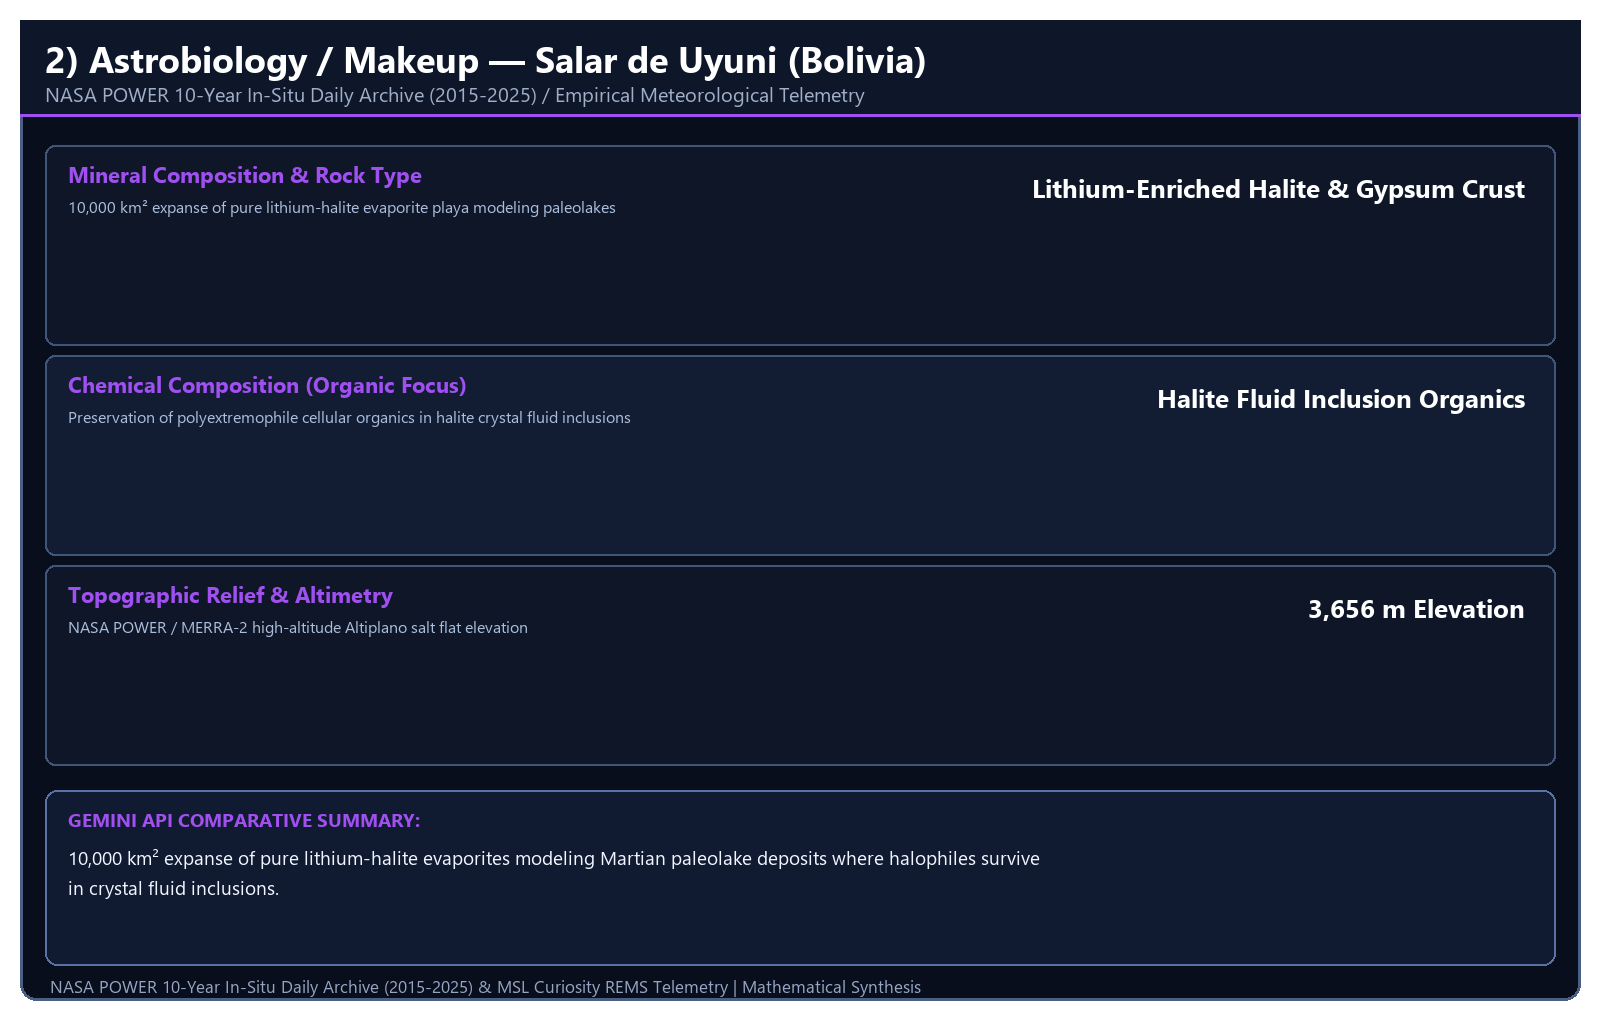 2) Astrobiology / Makeup — Salar de Uyuni (Bolivia)
NASA POWER 10-Year In-Situ Daily Archive (2015-2025) / Empirical Meteorological Telemetry
Mineral Composition & Rock Type
Lithium-Enriched Halite & Gypsum Crust
10,000 km² expanse of pure lithium-halite evaporite playa modeling paleolakes
Chemical Composition (Organic Focus)
Halite Fluid Inclusion Organics
Preservation of polyextremophile cellular organics in halite crystal fluid inclusions
Topographic Relief & Altimetry
3,656 m Elevation
NASA POWER / MERRA-2 high-altitude Altiplano salt flat elevation
GEMINI API COMPARATIVE SUMMARY:
10,000 km² expanse of pure lithium-halite evaporites modeling Martian paleolake deposits where halophiles survive
in crystal fluid inclusions.
NASA POWER 10-Year In-Situ Daily Archive (2015-2025) & MSL Curiosity REMS Telemetry | Mathematical Synthesis